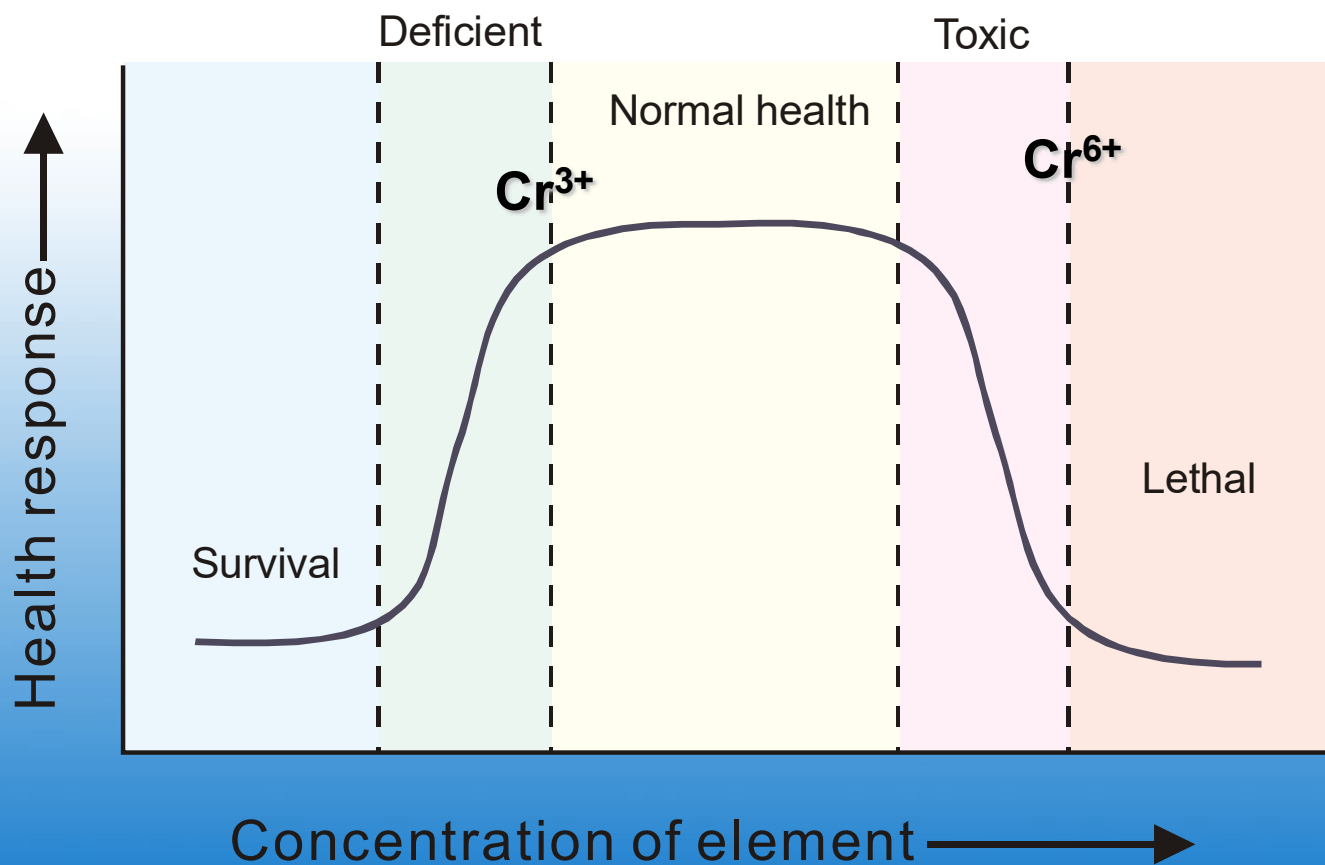 Deficient
Toxic
Normal health
Cr³⁺
Cr⁶⁺
Lethal
Survival
Health response
Concentration of element